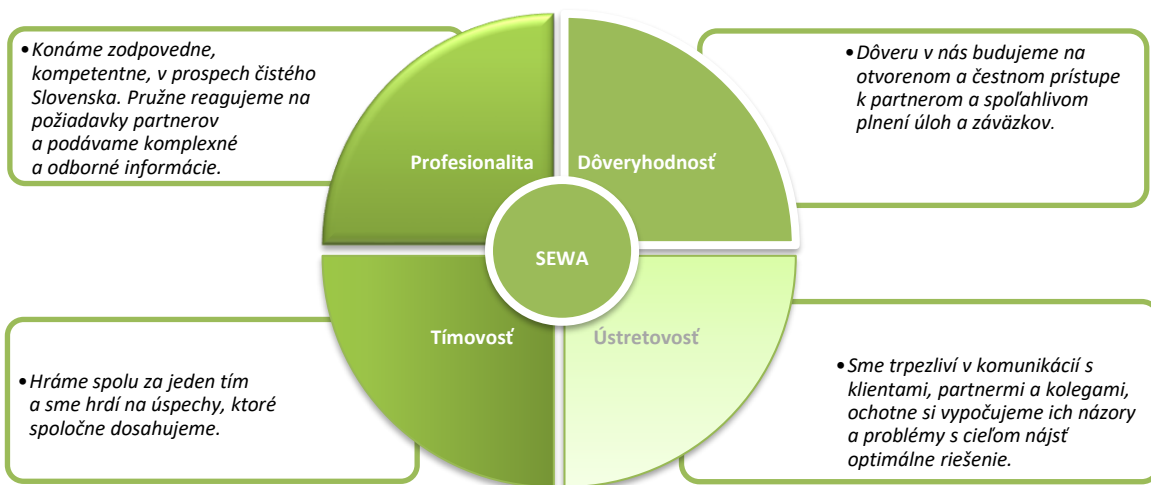 •Konáme zodpovedne,
kompetentne, v prospech čistého
Slovenska. Pružne reagujeme na
požiadavky partnerov
a podávame komplexné
a odborné informácie.
•Dôveru v nás budujeme na
otvorenom a čestnom prístupe
k partnerom a spoľahlivom
plnení úloh a záväzkov.
Profesionalita
Dôveryhodnosť
SEWA
Tímovosť
Ústretovosť
•Hráme spolu za jeden tím
a sme hrdí na úspechy, ktoré
spoločne dosahujeme.
•Sme trpezliví v komunikácií s
klientami, partnermi a kolegami,
ochotne si vypočujeme ich názory
a problémy s cieľom nájsť
optimálne riešenie.